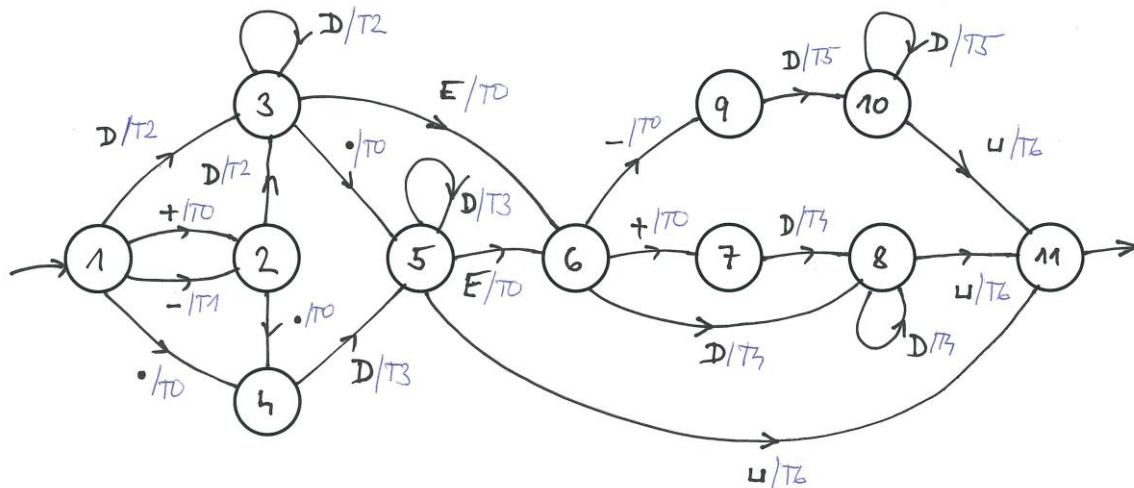 D/T2
3
E/T0
D/T2
•/T0
D/T2
+/T0
1
2
-/T1
•/T0
•/T0
4
D/T3
D/T3
5
E/T0
6
-/T0
9
D/T5
10
D/T5
⊔/T6
+/T0
7
D/T4
8
D/T4
D/T4
⊔/T6
11
⊔/T6